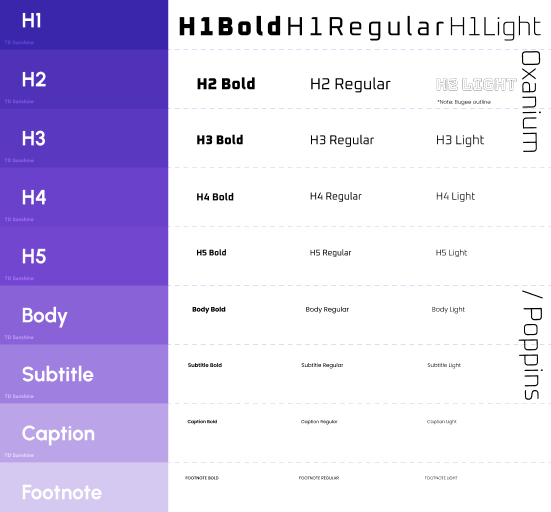 H1
TD Sunshine
H1Bold H1Regular H1Light
H2
TD Sunshine
H2 Bold H2 Regular H2 LIGHT
*Note: Bugee outline
H3
TD Sunshine
H3 Bold H3 Regular H3 Light
H4
TD Sunshine
H4 Bold H4 Regular H4 Light
H5
TD Sunshine
H5 Bold H5 Regular H5 Light
Body
TD Sunshine
Body Bold Body Regular Body Light
Subtitle
TD Sunshine
Subtitle Bold Subtitle Regular Subtitle Light
Caption
TD Sunshine
Caption Bold Caption Regular Caption Light
Footnote
FOOTNOTE BOLD FOOTNOTE REGULAR FOOTNOTE LIGHT
Oxanium
/ Poppins